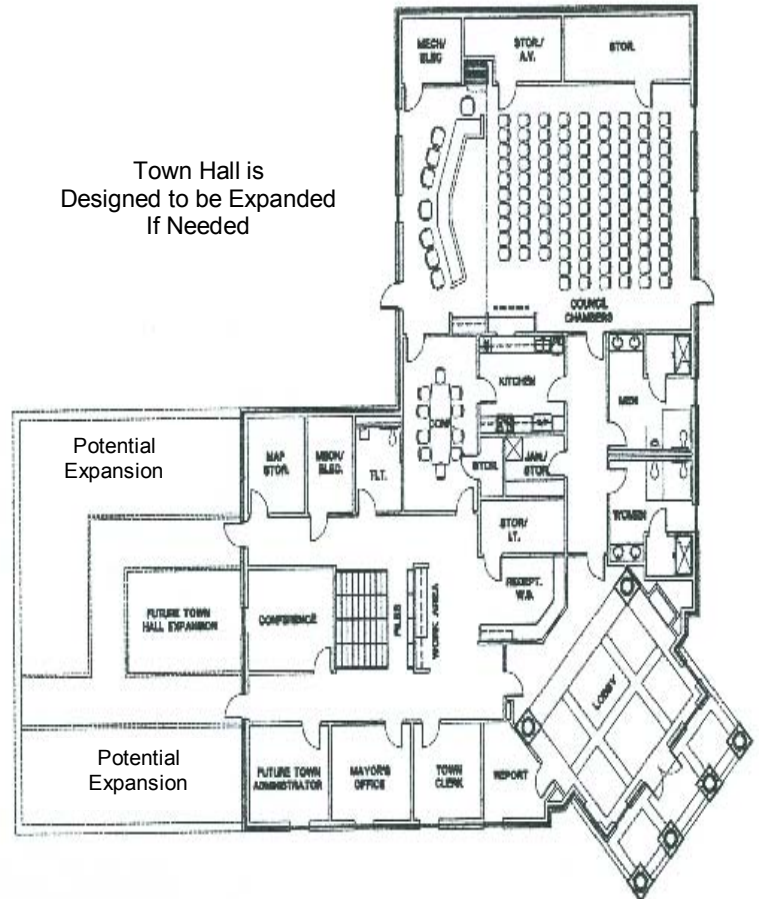 MECH/
ELEC
STOR./
A.V.
STOR.
Town Hall is
Designed to be Expanded
If Needed
COUNCIL
CHAMBERS
KITCHEN
CONF.
MEN
Potential
Expansion
MAP
STOR.
MECH/
ELEC.
TLT.
STOR.
JAN./
STOR.
WOMEN
STOR/
LT.
RECEPT.
W.S.
FUTURE TOWN
HALL EXPANSION
CONFERENCE
FILES
WORK AREA
LOBBY
Potential
Expansion
FUTURE TOWN
ADMINISTRATOR
MAYOR'S
OFFICE
TOWN
CLERK
REPORT